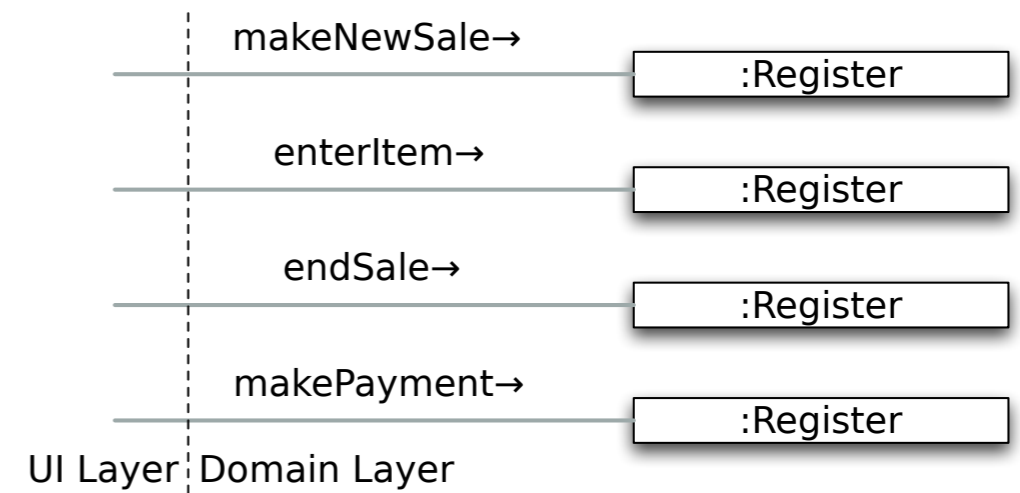 makeNewSale→
:Register
enterItem→
:Register
endSale→
:Register
makePayment→
:Register
UI Layer Domain Layer